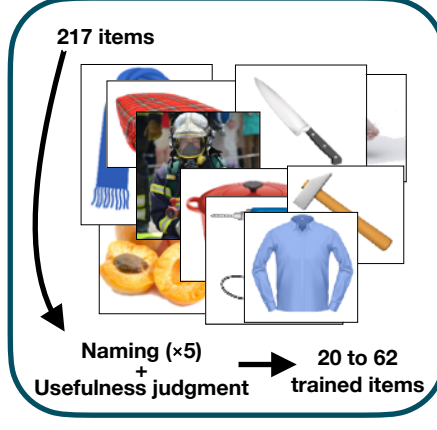 217 items
Naming (×5)
+
Usefulness judgment
20 to 62
trained items